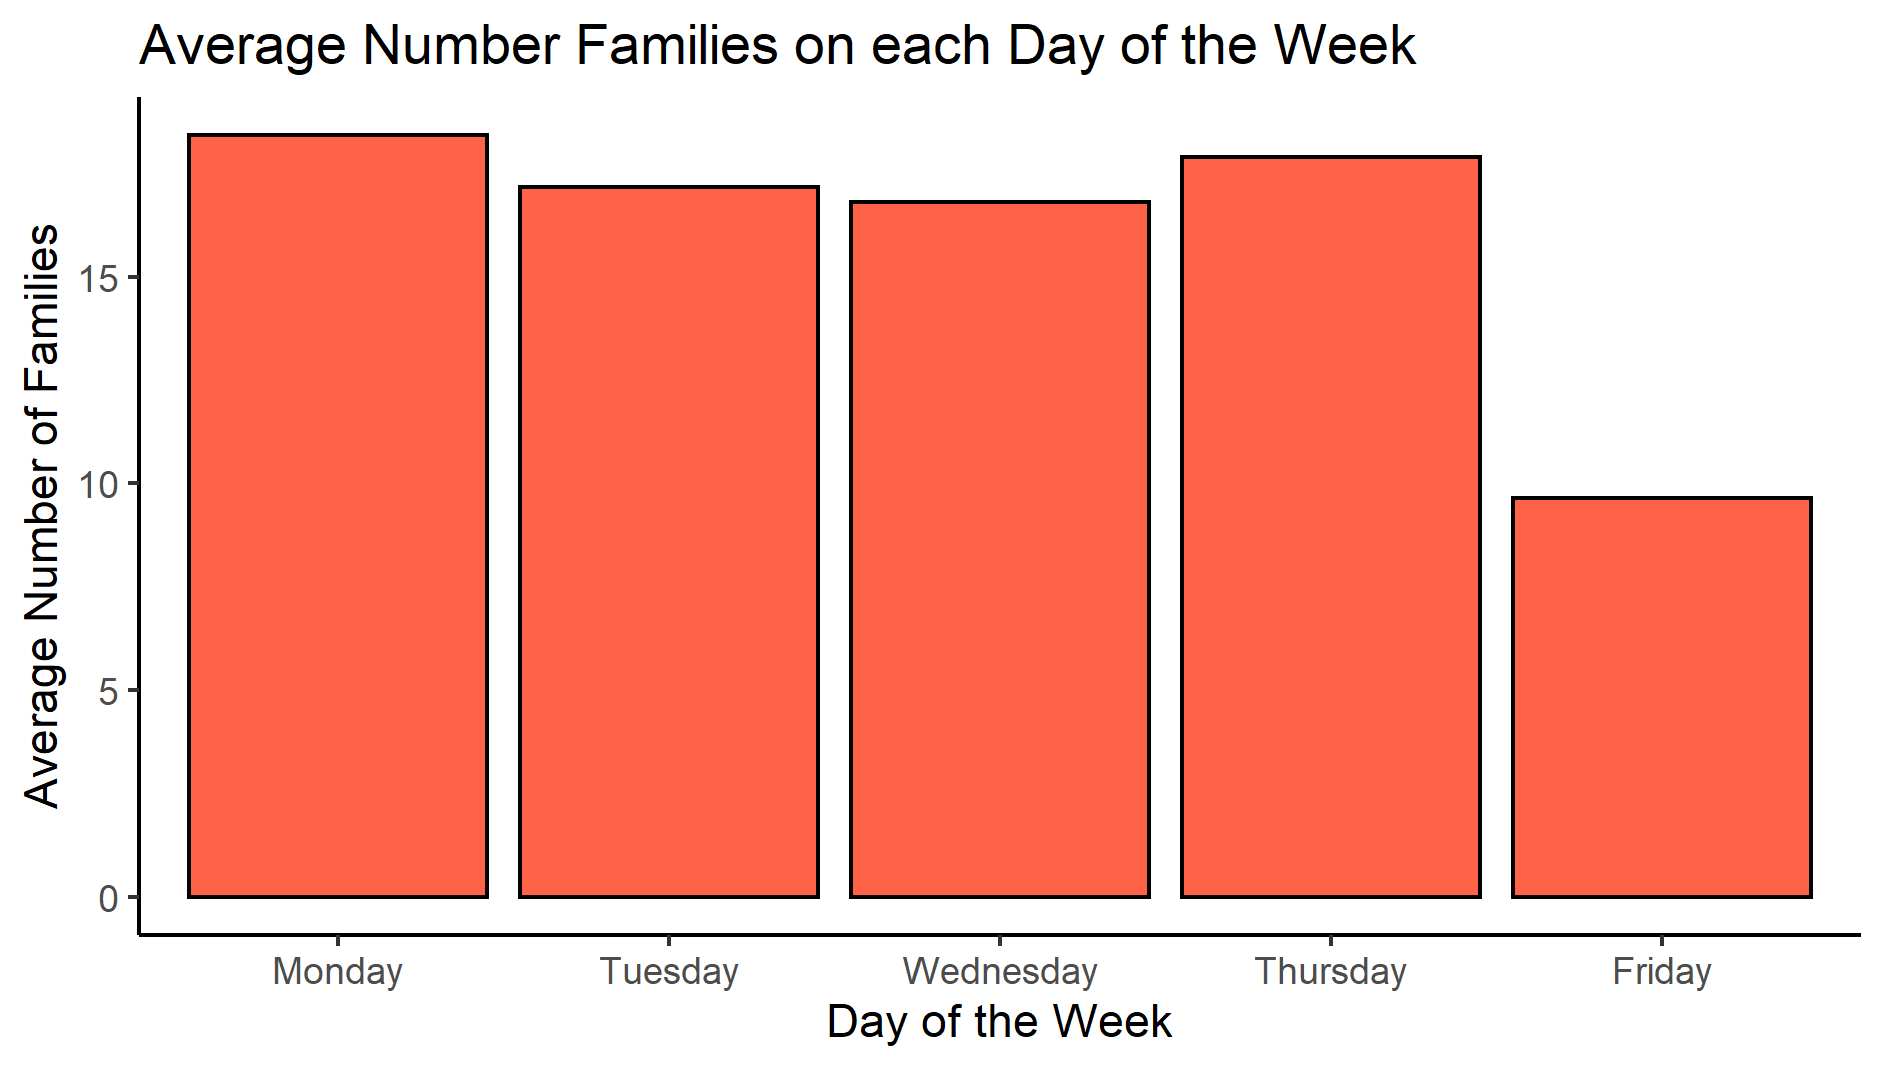 Average Number Families on each Day of the Week
Average Number of Families
15
10
5
0
Monday Tuesday Wednesday Thursday Friday
Day of the Week